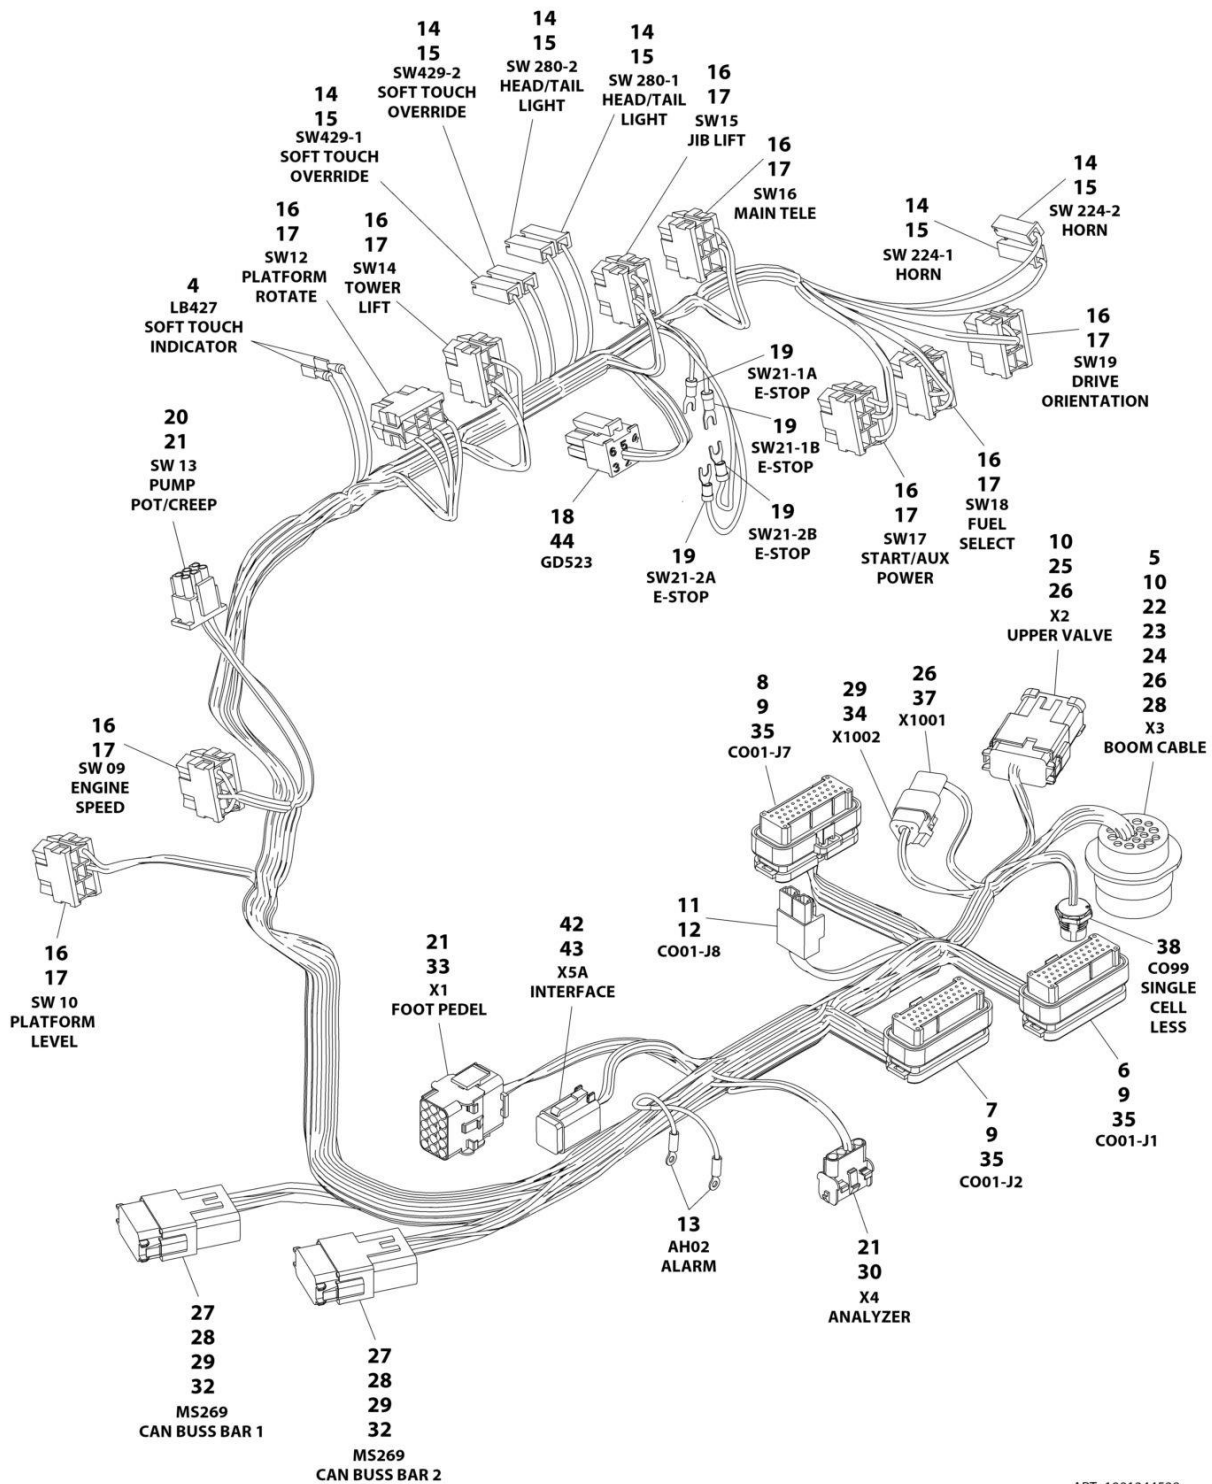 14
15
SW429-2
SOFT TOUCH
OVERRIDE
14
15
SW 280-2
HEAD/TAIL
LIGHT
14
15
SW 280-1
HEAD/TAIL
LIGHT
16
17
SW15
JIB LIFT
14
15
SW429-1
SOFT TOUCH
OVERRIDE
16
17
SW16
MAIN TELE
14
15
SW 224-2
HORN
14
15
SW 224-1
HORN
16
17
SW12
PLATFORM
ROTATE
16
17
SW14
TOWER
LIFT
4
LB427
SOFT TOUCH
INDICATOR
16
17
SW19
DRIVE
ORIENTATION
19
SW21-1A
E-STOP
19
SW21-1B
E-STOP
20
21
SW 13
PUMP
POT/CREEP
6 5 4
3 2
18
44
GD523
19
SW21-2A
E-STOP
19
SW21-2B
E-STOP
16
17
SW17
START/AUX
POWER
16
17
SW18
FUEL
SELECT
10
25
26
X2
UPPER VALVE
5
10
22
23
24
26
28
X3
BOOM CABLE
8
9
35
CO01-J7
29
34
X1002
26
37
X1001
16
17
SW 09
ENGINE
SPEED
16
17
SW 10
PLATFORM
LEVEL
11
12
CO01-J8
21
33
X1
FOOT PEDEL
42
43
X5A
INTERFACE
38
CO99
SINGLE
CELL
LESS
6
9
35
CO01-J1
7
9
35
CO01-J2
13
AH02
ALARM
21
30
X4
ANALYZER
27
28
29
32
MS269
CAN BUSS BAR 1
27
28
29
32
MS269
CAN BUSS BAR 2